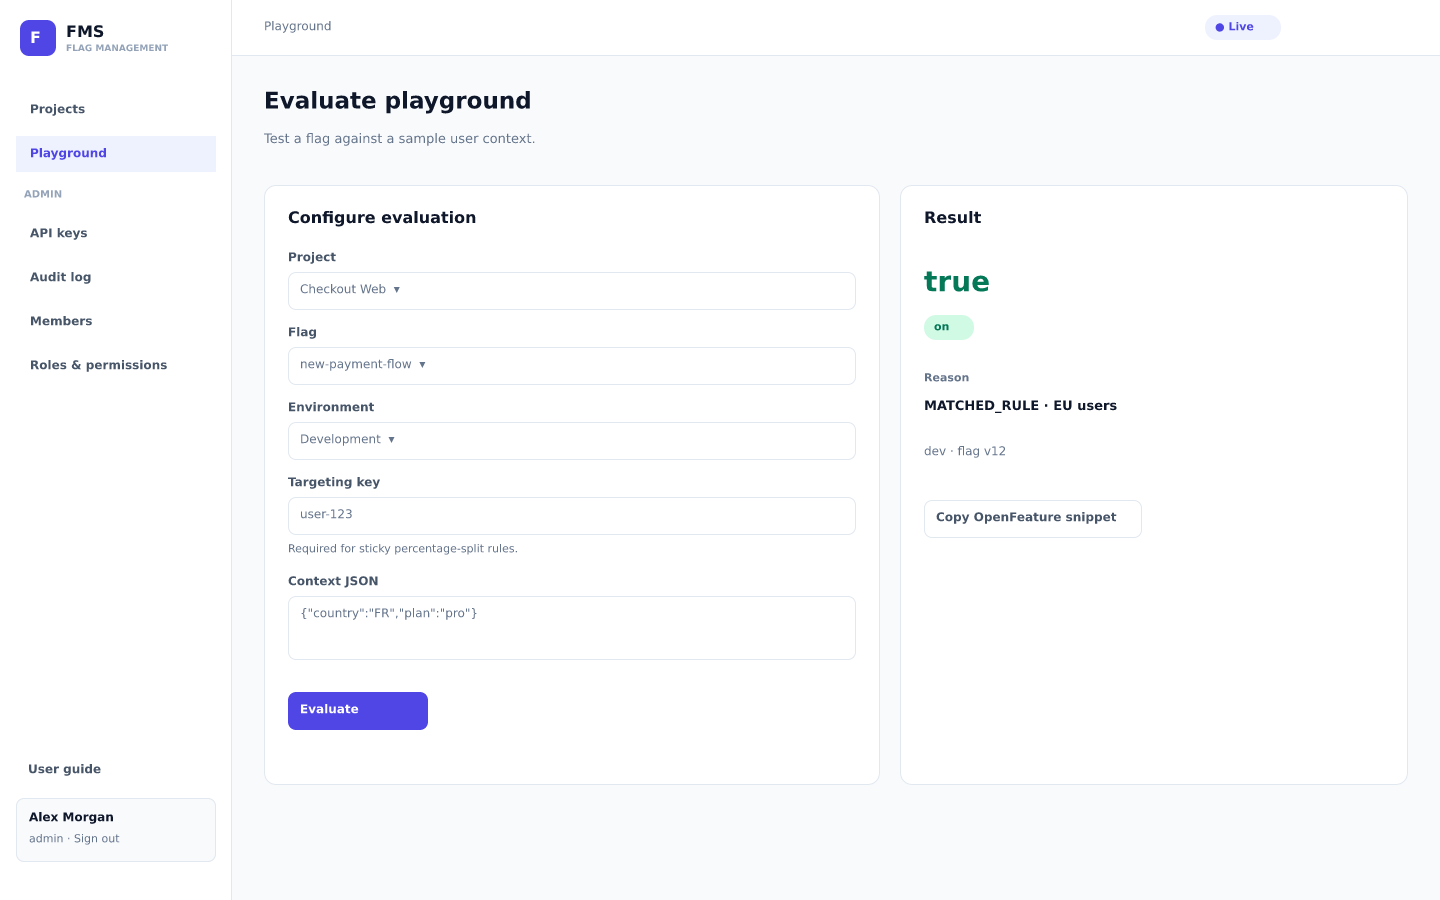 F
FMS
FLAG MANAGEMENT
Projects
Playground
ADMIN
API keys
Audit log
Members
Roles & permissions
User guide
Alex Morgan
admin · Sign out
Playground
● Live
Evaluate playground
Test a flag against a sample user context.
Configure evaluation
Project
Checkout Web ▾
Flag
new-payment-flow ▾
Environment
Development ▾
Targeting key
user-123
Required for sticky percentage-split rules.
Context JSON
{"country":"FR","plan":"pro"}
Evaluate
Result
true
on
Reason
MATCHED_RULE · EU users
dev · flag v12
Copy OpenFeature snippet